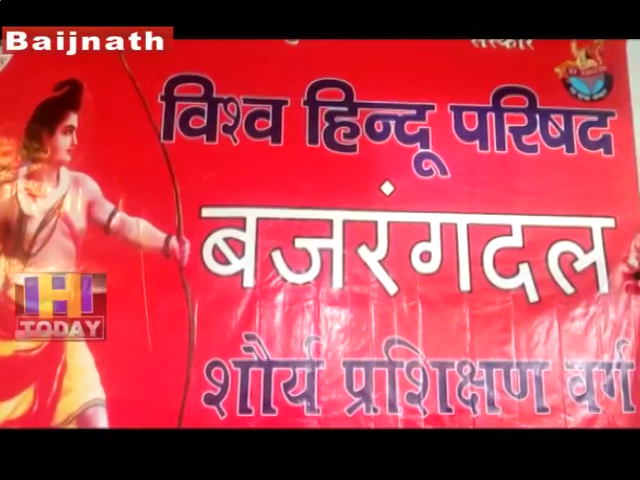 Baijnath
संस्कार
विश्व हिन्दू परिषद
बजरंगदल
शौर्य प्रशिक्षण वर्ग
H
TODAY